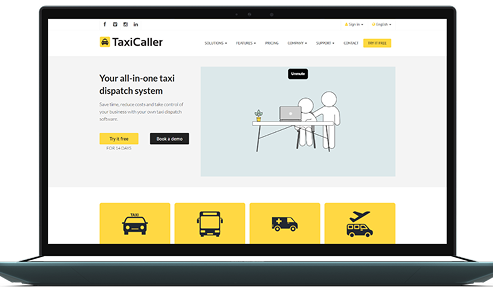 Sign in
English
TaxiCaller
SOLUTIONS
FEATURES
PRICING
COMPANY
SUPPORT
CONTACT
TRY IT FREE
Your all-in-one taxi
dispatch system
Save time, reduce costs and take control of
your business with your own taxi dispatch
software.
Unmute
Try it free
Book a demo
FOR 14 DAYS
TAXI